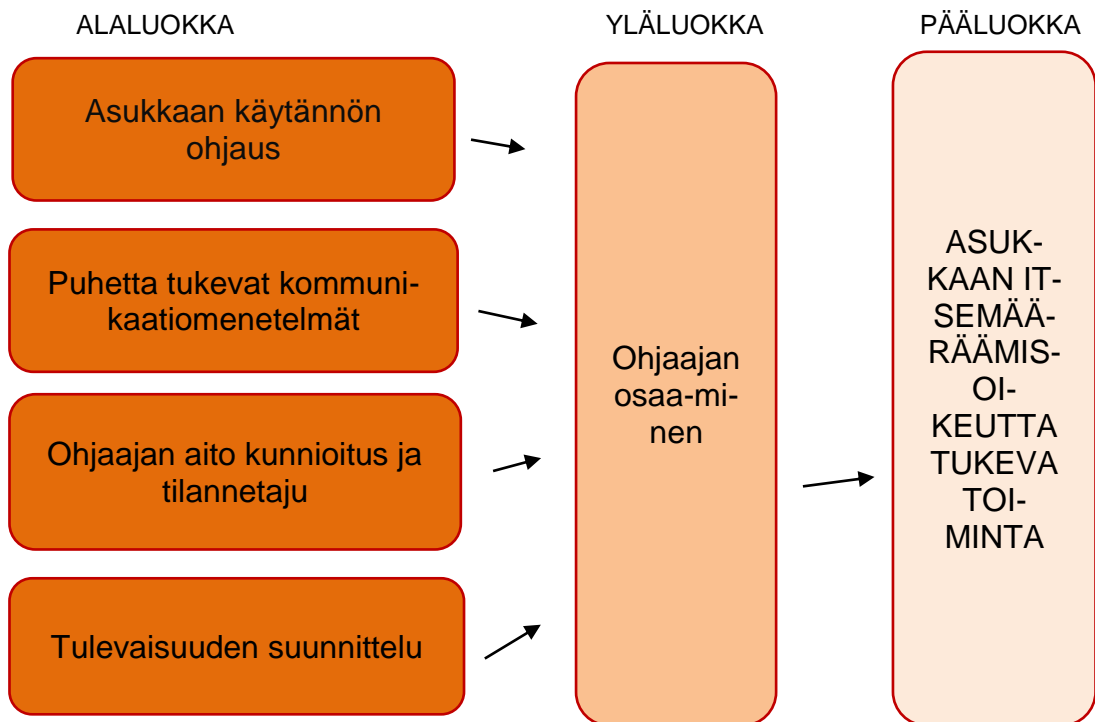 ALALUOKKA
YLÄLUOKKA
PÄÄLUOKKA
Asukkaan käytännön
ohjaus
Puhetta tukevat kommuni-
kaatiomenetelmät
Ohjaajan aito kunnioitus ja
tilannetaju
Tulevaisuuden suunnittelu
Ohjaajan
osaa-mi-
nen
ASUK-
KAAN IT-
SEMÄÄ-
RÄÄMIS-
OI-
KEUTTA
TUKEVA
TOI-
MINTA